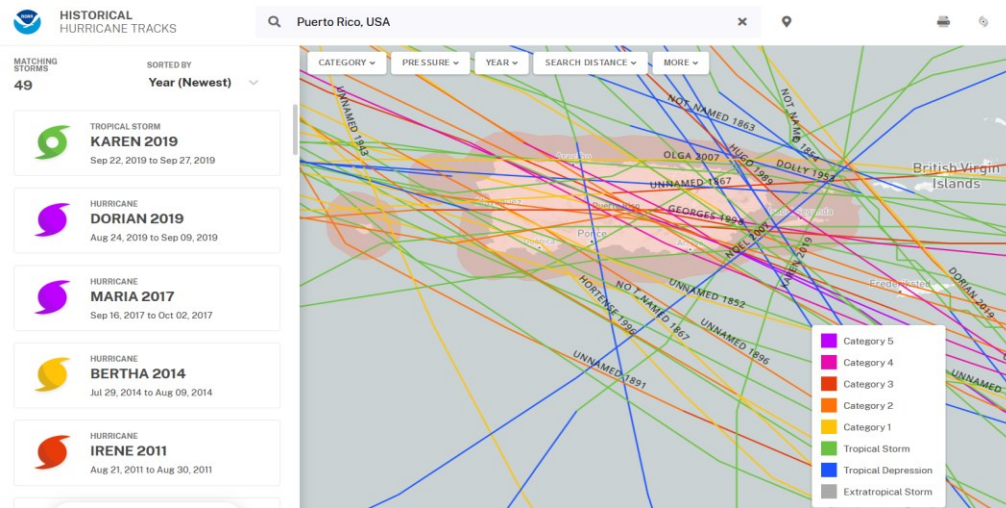 NOAA
HISTORICAL
HURRICANE TRACKS
Puerto Rico, USA
MATCHING
STORMS
49
SORTED BY
Year (Newest)
TROPICAL STORM
KAREN 2019
Sep 22, 2019 to Sep 27, 2019
HURRICANE
DORIAN 2019
Aug 24, 2019 to Sep 09, 2019
HURRICANE
MARIA 2017
Sep 16, 2017 to Oct 02, 2017
HURRICANE
BERTHA 2014
Jul 29, 2014 to Aug 09, 2014
HURRICANE
IRENE 2011
Aug 21, 2011 to Aug 30, 2011
CATEGORY
PRESSURE
YEAR
SEARCH DISTANCE
MORE
UNNAMED 1943
NOT NAMED 1863
OLGA 2007
HUGO 1989
DOLLY 1953
UNNAMED 1867
British Virgin
Islands
Puerto Rico
GEORGES 1998
Ponce
NOEL 2001
KAREN 2019
Frederiksted
DORIAN 2019
HORTENSE 1996
NOT NAMED 1867
UNNAMED 1852
UNNAMED 1896
UNNAMED 1891
UNNAMED
Category 5
Category 4
Category 3
Category 2
Category 1
Tropical Storm
Tropical Depression
Extratropical Storm